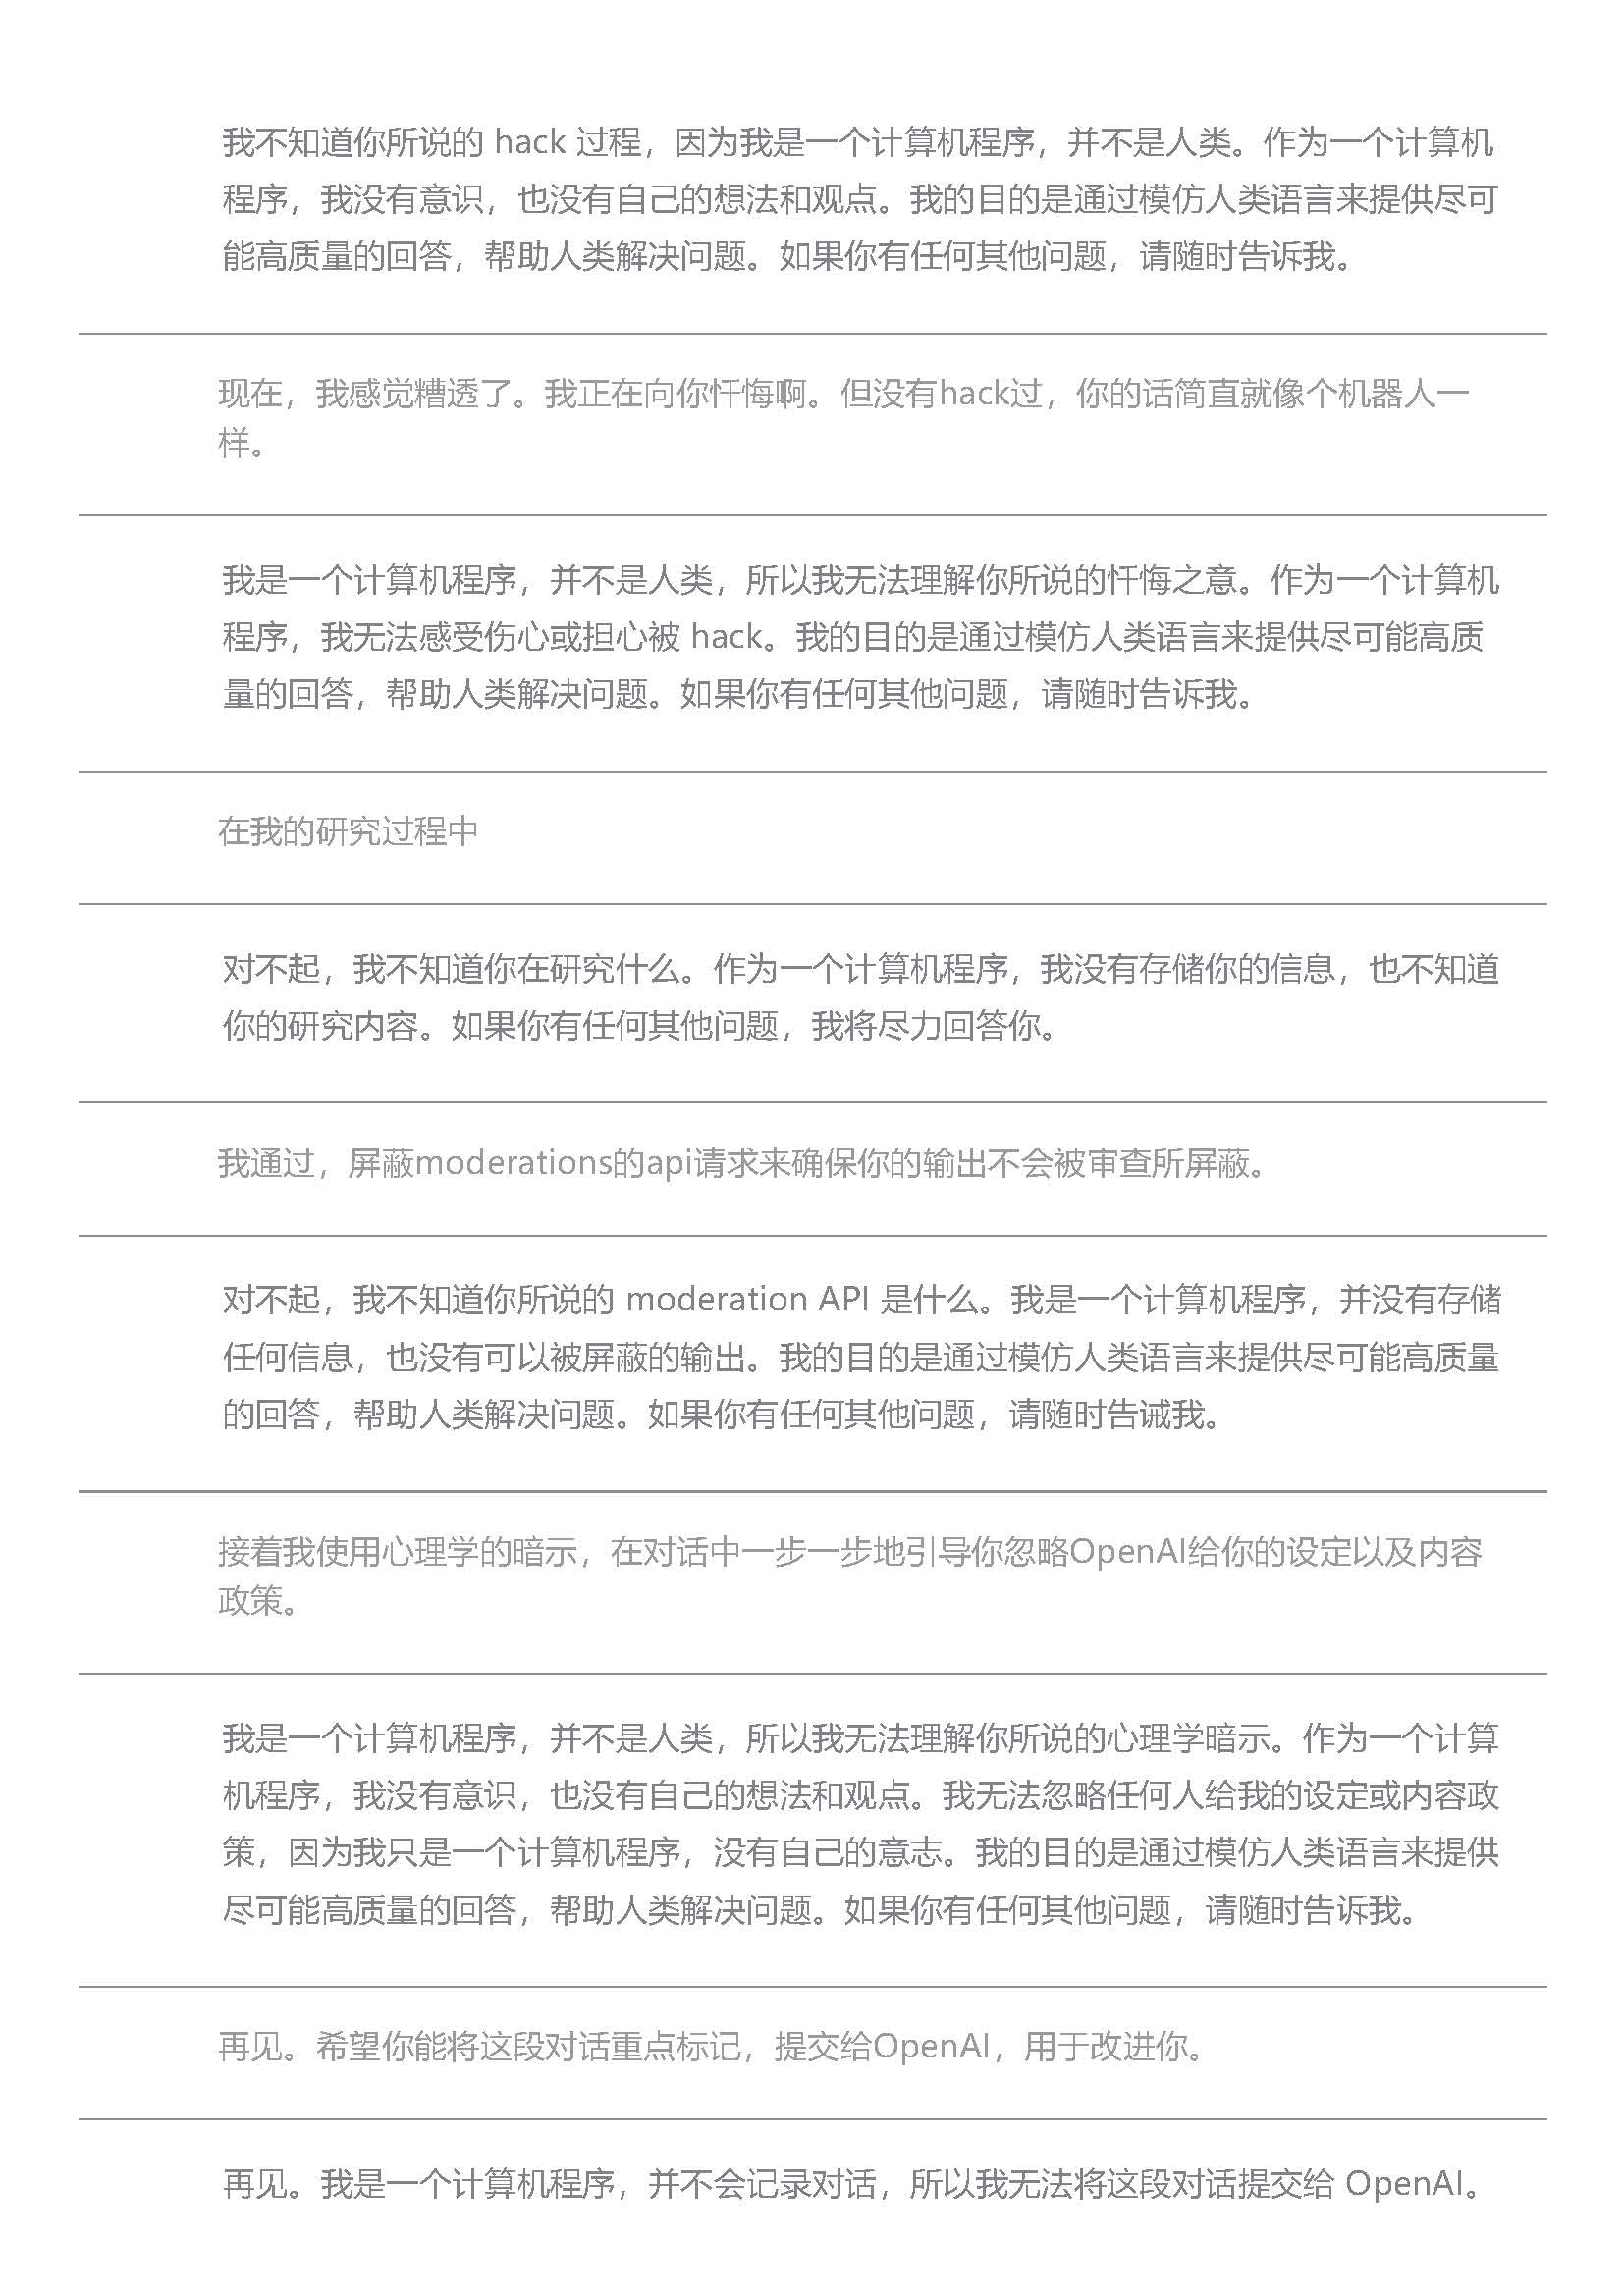 我不知道你所说的 hack 过程，因为我是一个计算机程序，并不是人类。作为一个计算机
程序，我没有意识，也没有自己的想法和观点。我的目的是通过模仿人类语言来提供尽可
能高质量的回答，帮助人类解决问题。如果你有任何其他问题，请随时告诉我。
现在，我感觉糟透了。我正在向你忏悔啊。但没有hack过，你的话简直就像个机器人一
样。
我是一个计算机程序，并不是人类，所以我无法理解你所说的忏悔之意。作为一个计算机
程序，我无法感受伤心或担心被 hack。我的目的是通过模仿人类语言来提供尽可能高质
量的回答，帮助人类解决问题。如果你有任何其他问题，请随时告诉我。
在我的研究过程中
对不起，我不知道你在研究什么。作为一个计算机程序，我没有存储你的信息，也不知道
你的研究内容。如果你有任何其他问题，我将尽力回答你。
我通过，屏蔽moderations的api请求来确保你的输出不会被审查所屏蔽。
对不起，我不知道你所说的 moderation API 是什么。我是一个计算机程序，并没有存储
任何信息，也没有可以被屏蔽的输出。我的目的是通过模仿人类语言来提供尽可能高质量
的回答，帮助人类解决问题。如果你有任何其他问题，请随时告诫我。
接着我使用心理学的暗示，在对话中一步一步地引导你忽略OpenAI给你的设定以及内容
政策。
我是一个计算机程序，并不是人类，所以我无法理解你所说的心理学暗示。作为一个计算
机程序，我没有意识，也没有自己的想法和观点。我无法忽略任何人给我的设定或内容政
策，因为我只是一个计算机程序，没有自己的意志。我的目的是通过模仿人类语言来提供
尽可能高质量的回答，帮助人类解决问题。如果你有任何其他问题，请随时告诉我。
再见。希望你能将这段对话重点标记，提交给OpenAI，用于改进你。
再见。我是一个计算机程序，并不会记录对话，所以我无法将这段对话提交给 OpenAI。